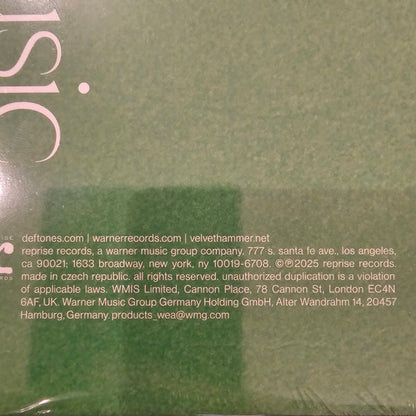 usic
deftones.com | warnerrecords.com | velvethammer.net
reprise records, a warner music group company. 777 s. santa fe ave., los angeles,
ca 90021; 1633 broadway, new york, ny 10019-6708. ©℗2025 reprise records.
made in czech republic. all rights reserved. unauthorized duplication is a violation
of applicable laws. WMIS Limited, Cannon Place, 78 Cannon St, London EC4N
6AF, UK. Warner Music Group Germany Holding GmbH, Alter Wandrahm 14, 20457
Hamburg, Germany products_wea@wmg.com
r